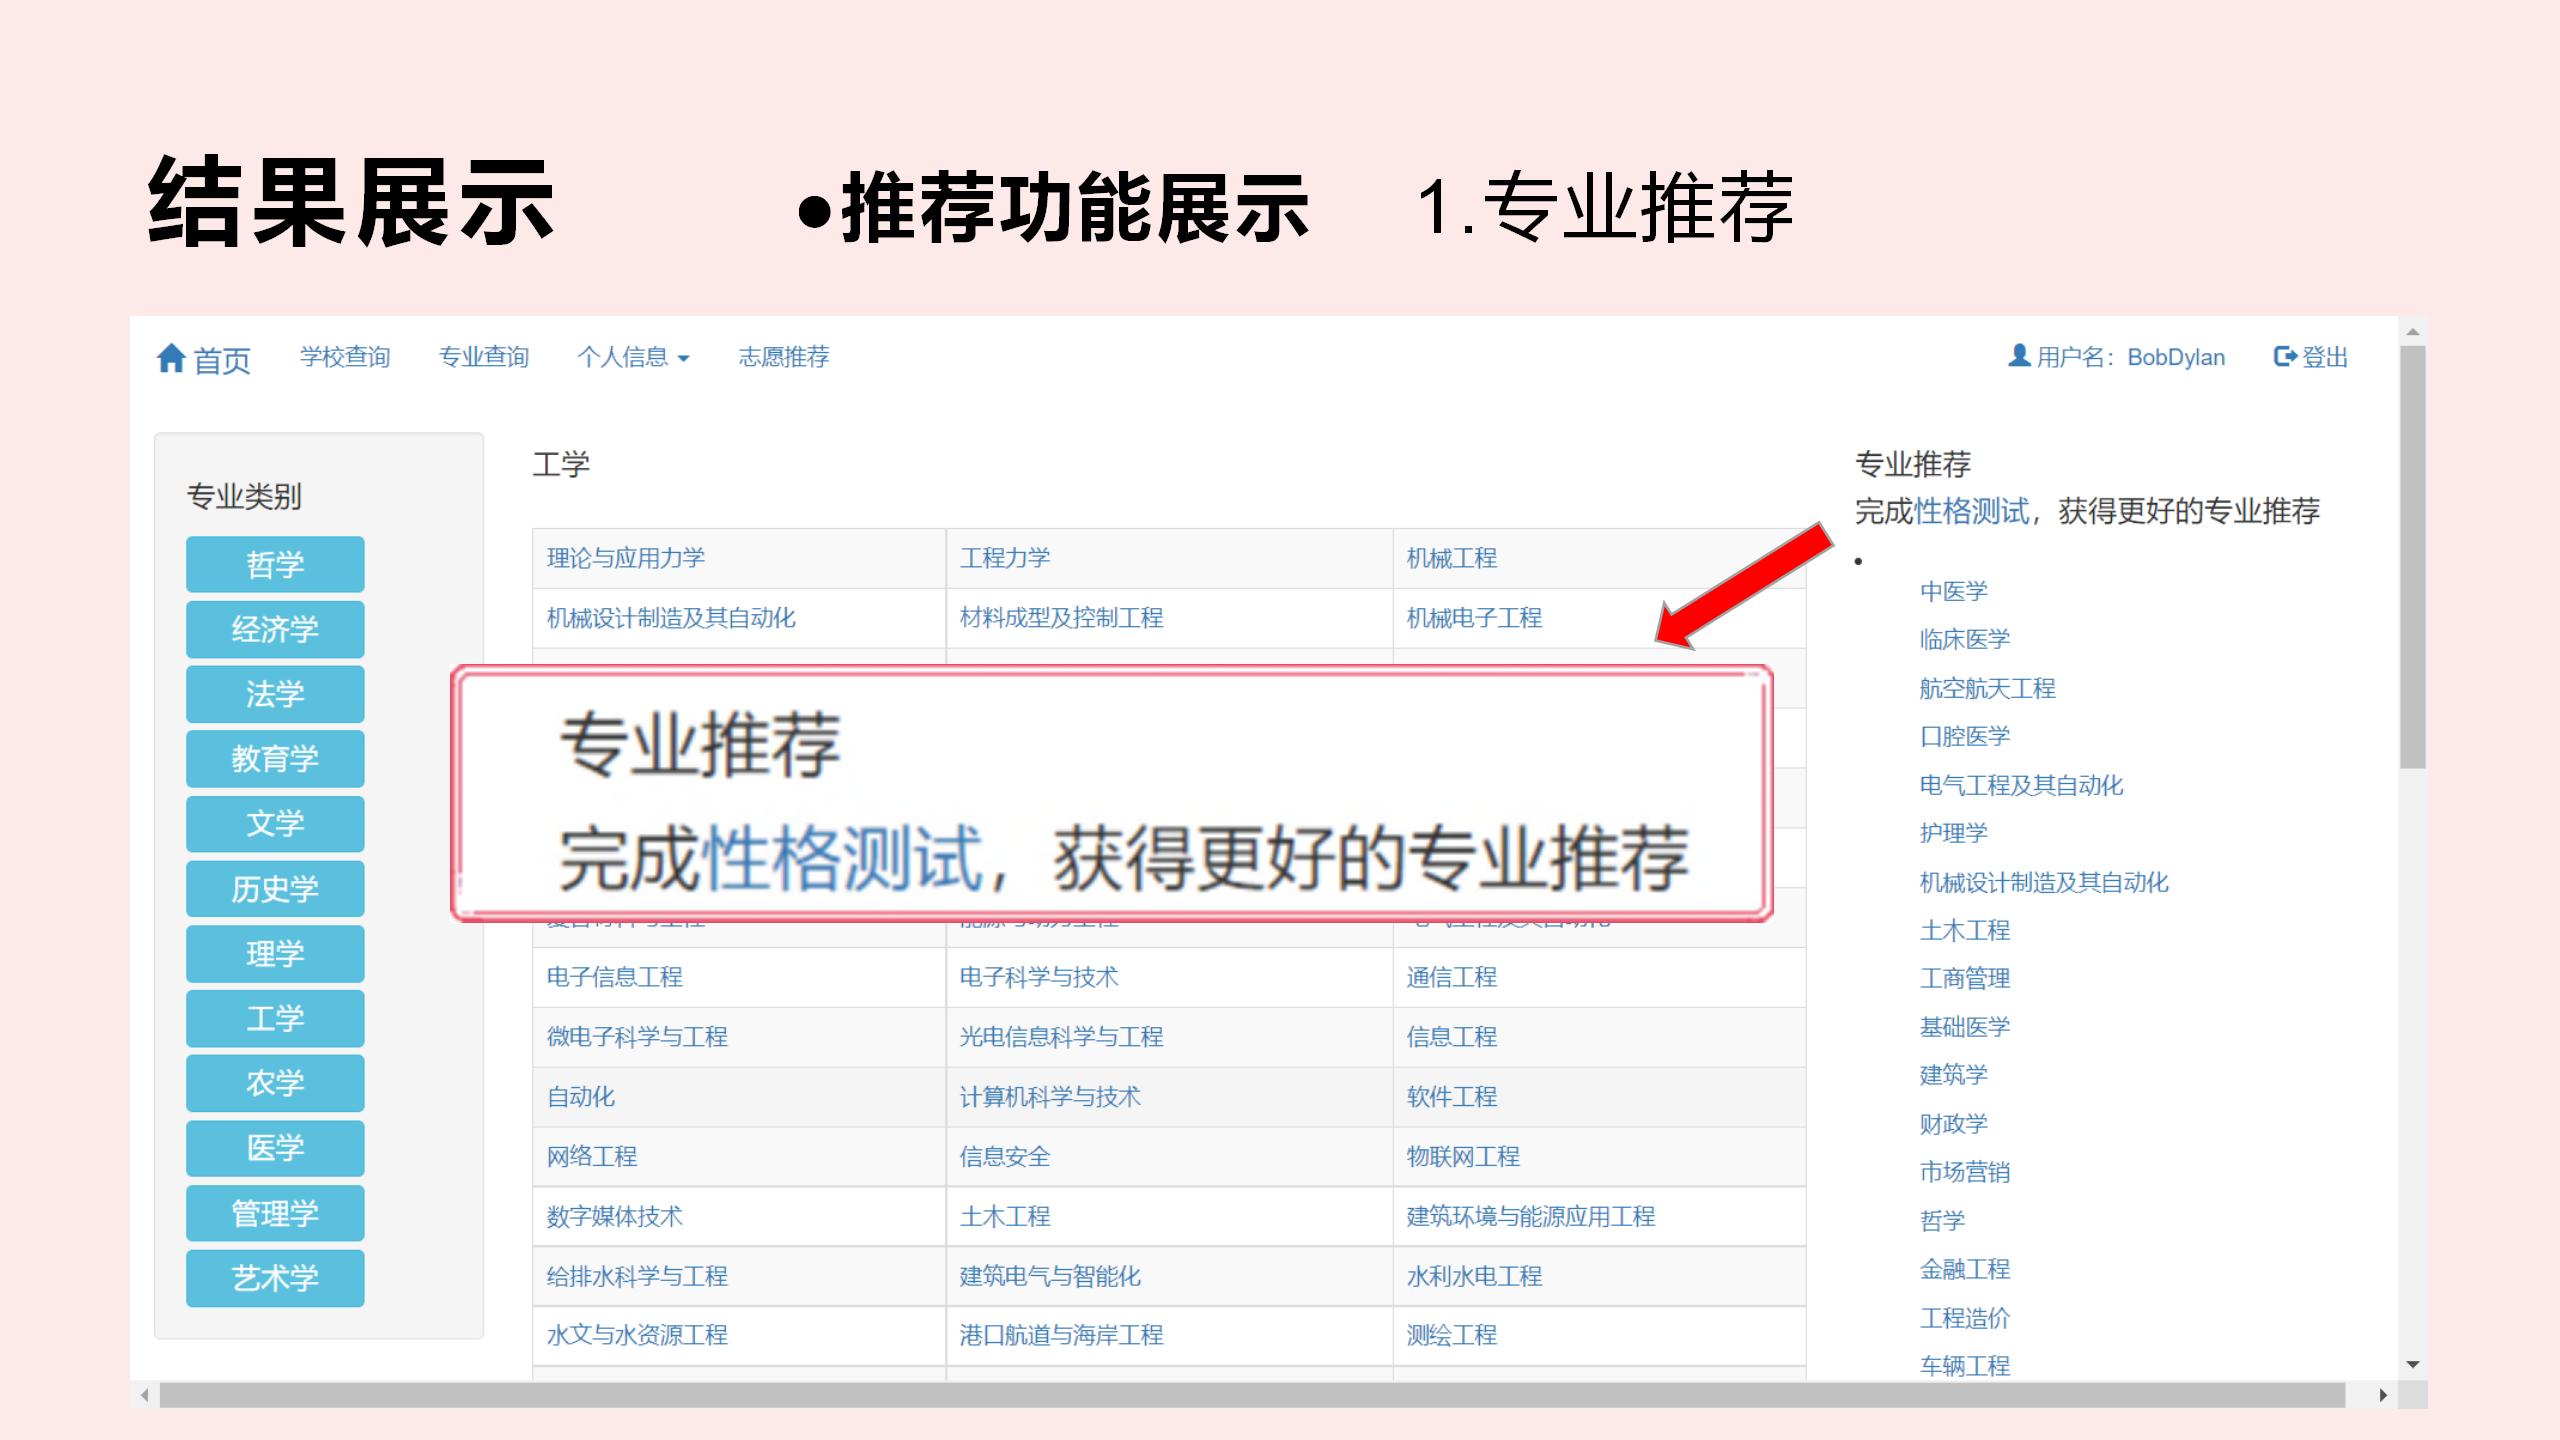 结果展示
•推荐功能展示 1.专业推荐
首页 学校查询 专业查询 个人信息 志愿推荐 用户名：BobDylan 登出
专业类别
哲学
经济学
法学
教育学
文学
历史学
理学
工学
农学
医学
管理学
艺术学
工学
理论与应用力学 工程力学 机械工程
机械设计制造及其自动化 材料成型及控制工程 机械电子工程
专业推荐
完成性格测试，获得更好的专业推荐
电子信息工程 电子科学与技术 通信工程
微电子科学与工程 光电信息科学与工程 信息工程
自动化 计算机科学与技术 软件工程
网络工程 信息安全 物联网工程
数字媒体技术 土木工程 建筑环境与能源应用工程
给排水科学与工程 建筑电气与智能化 水利水电工程
水文与水资源工程 港口航道与海岸工程 测绘工程
专业推荐
完成性格测试，获得更好的专业推荐
•
中医学
临床医学
航空航天工程
口腔医学
电气工程及其自动化
护理学
机械设计制造及其自动化
土木工程
工商管理
基础医学
建筑学
财政学
市场营销
哲学
金融工程
工程造价
车辆工程